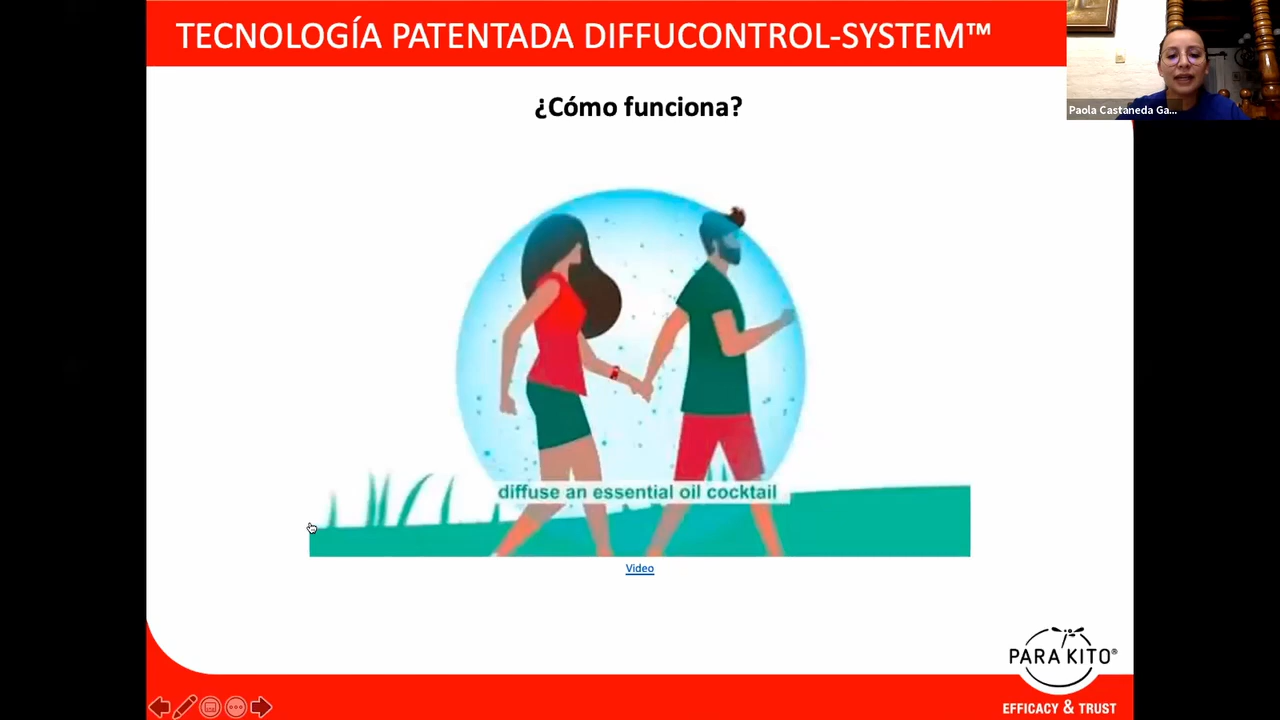 TECNOLOGÍA PATENTADA DIFFUCONTROL-SYSTEM™
Paola Castaneda Ga...
¿Cómo funciona?
diffuse an essential oil cocktail
Video
PARA KITO®
EFFICACY & TRUST